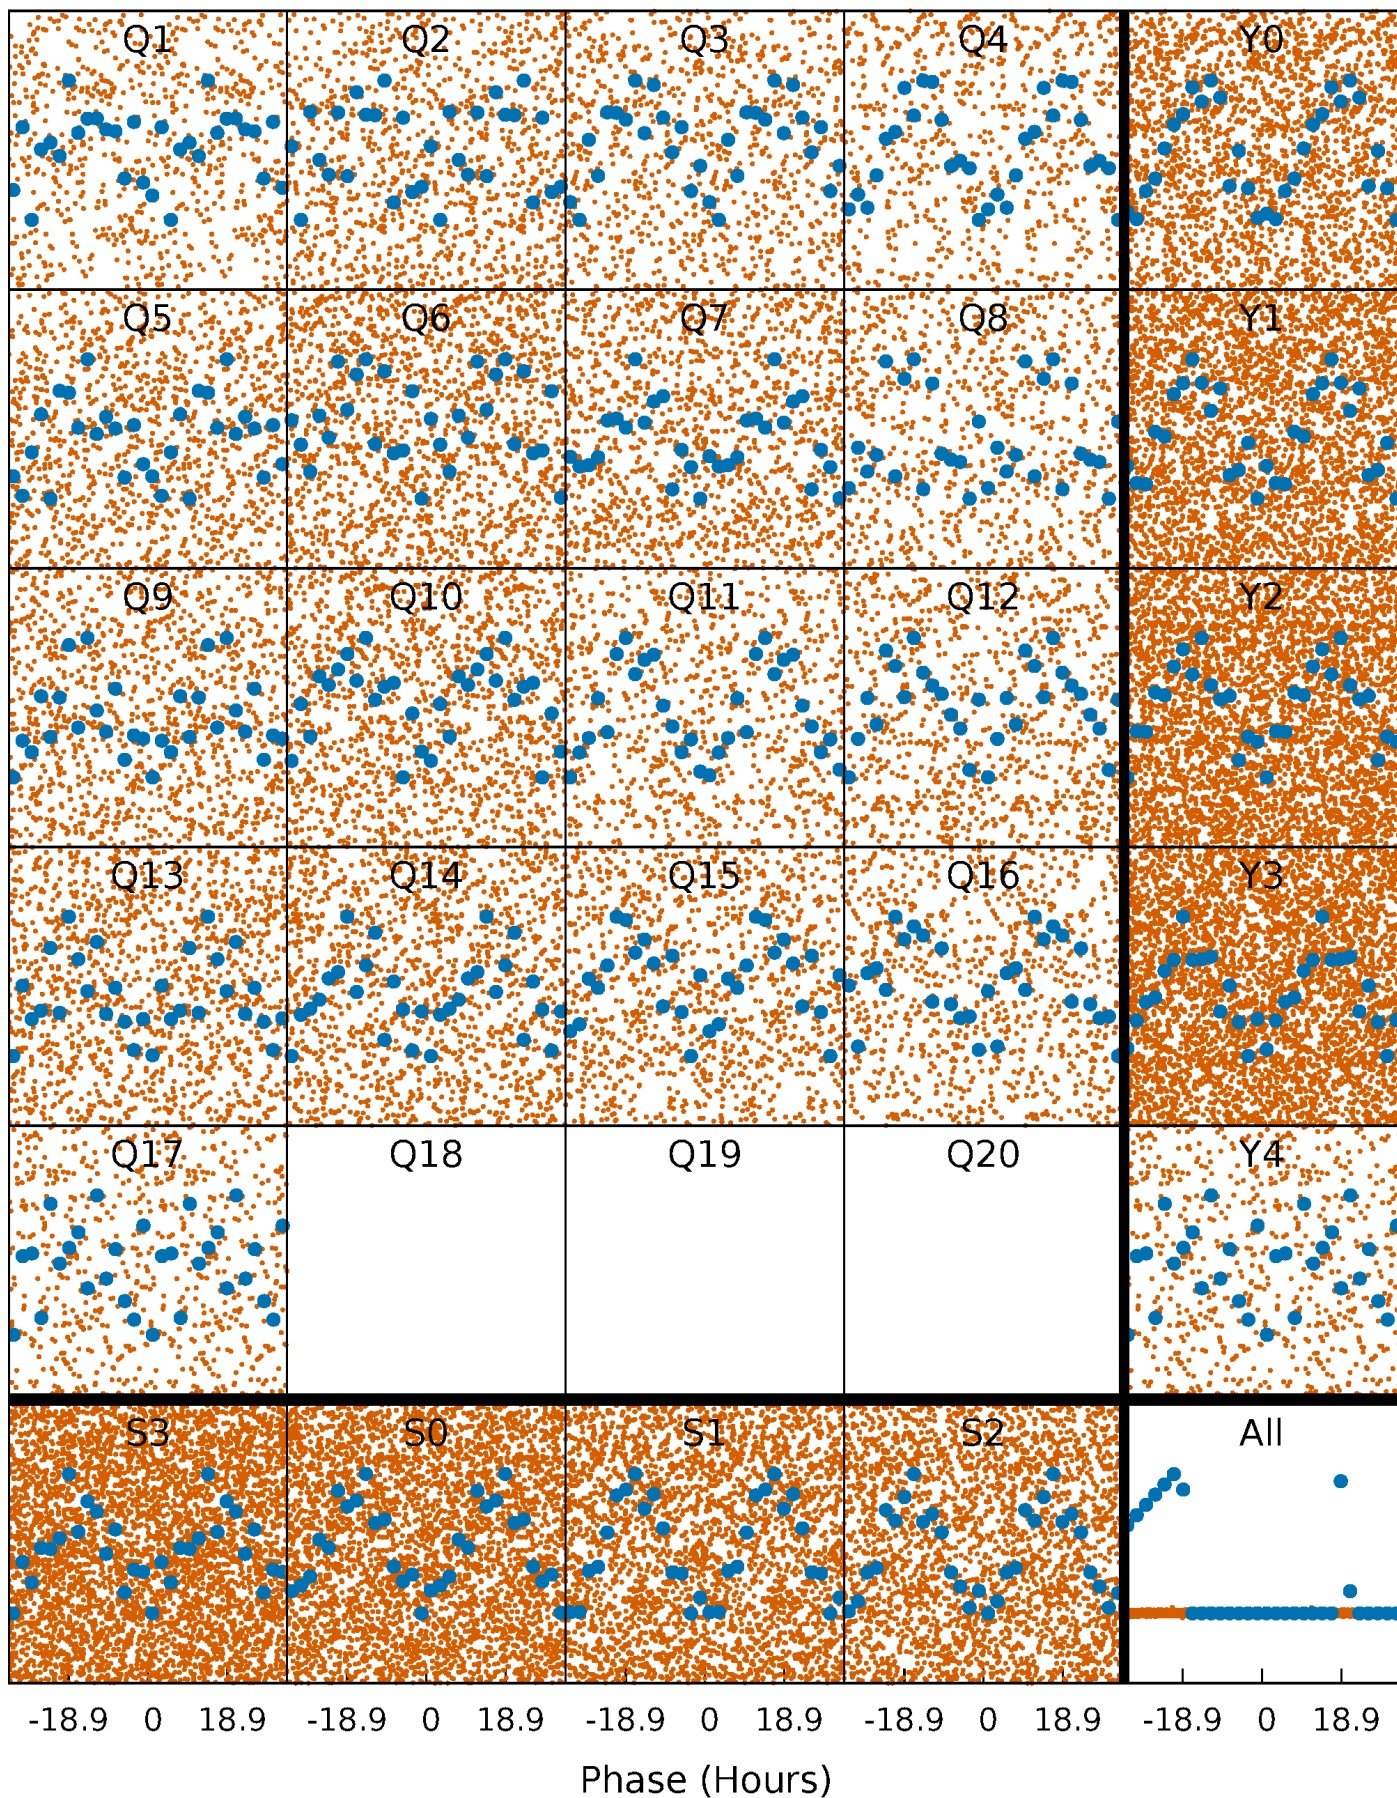 Q1 Q2 Q3 Q4 Y0
Q5 Q6 Q7 Q8 Y1
Q9 Q10 Q11 Q12 Y2
Q13 Q14 Q15 Q16 Y3
Q17 Q18 Q19 Q20 Y4
S3 S0 S1 S2 All
-18.9 0 18.9 -18.9 0 18.9 -18.9 0 18.9 -18.9 0 18.9 -18.9 0 18.9
Phase (Hours)